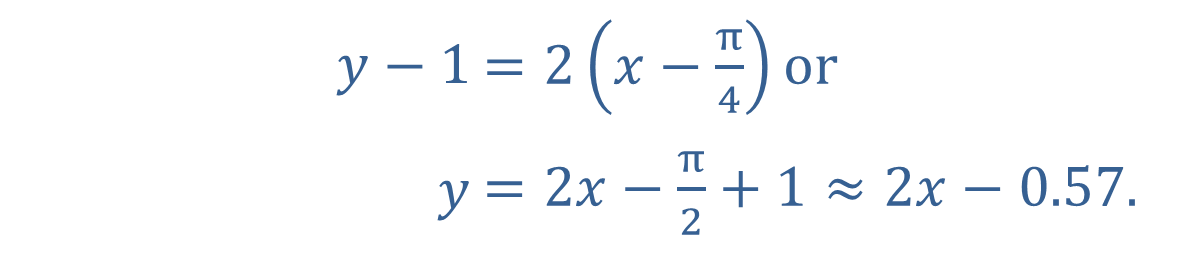 y − 1 = 2(x − π/4) or
y = 2x − π/2 + 1 ≈ 2x − 0.57.